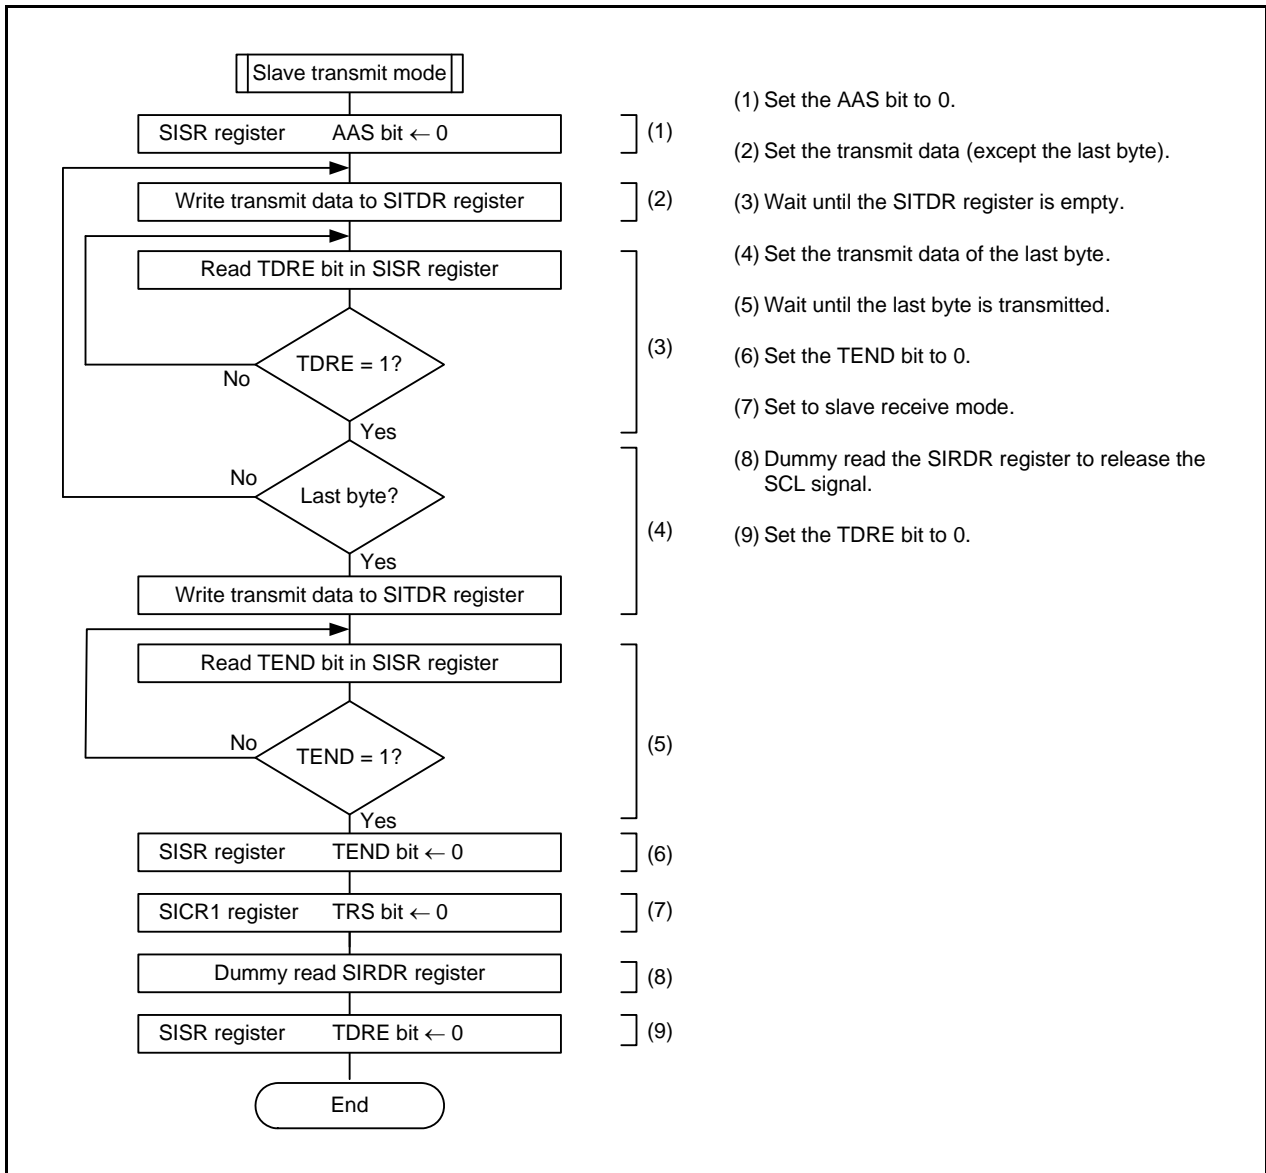 Slave transmit mode
SISR register AAS bit ← 0
(1)
Write transmit data to SITDR register
(2)
Read TDRE bit in SISR register
TDRE = 1?
No
(3)
Yes
No
Last byte?
(4)
Yes
Write transmit data to SITDR register
Read TEND bit in SISR register
No
TEND = 1?
(5)
Yes
SISR register TEND bit ← 0
(6)
SICR1 register TRS bit ← 0
(7)
Dummy read SIRDR register
(8)
SISR register TDRE bit ← 0
(9)
End
(1) Set the AAS bit to 0.
(2) Set the transmit data (except the last byte).
(3) Wait until the SITDR register is empty.
(4) Set the transmit data of the last byte.
(5) Wait until the last byte is transmitted.
(6) Set the TEND bit to 0.
(7) Set to slave receive mode.
(8) Dummy read the SIRDR register to release the
SCL signal.
(9) Set the TDRE bit to 0.